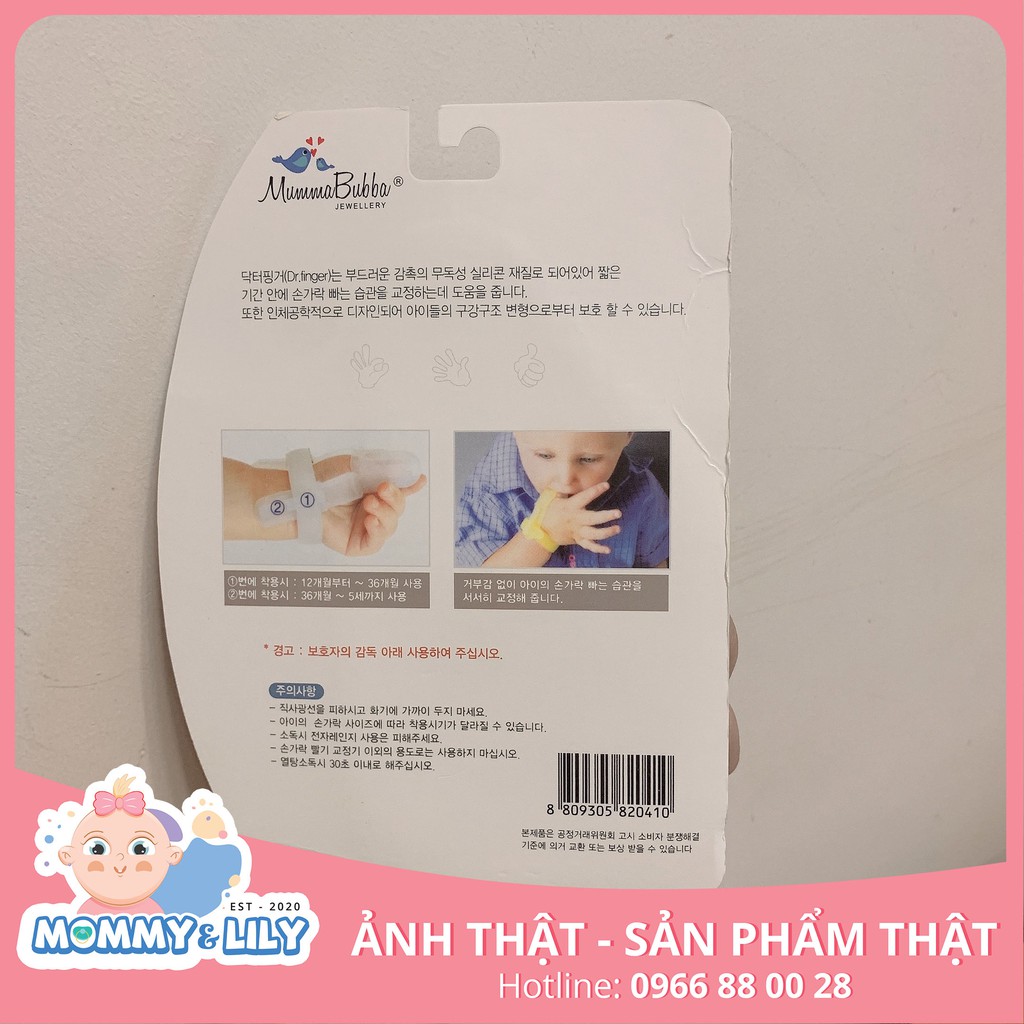 MummaBubba®
JEWELLERY
닥터핑거(Dr.finger)는 부드러운 감촉의 무독성 실리콘 재질로 되어있어 짧은
기간 안에 손가락 빠는 습관을 교정하는데 도움을 줍니다.
또한 인체공학적으로 디자인되어 아이들의 구강구조 변형으로부터 보호 할 수 있습니다.
② ①
①번에 착용시 : 12개월부터 ~ 36개월 사용
②번에 착용시 : 36개월 ~ 5세까지 사용
거부감 없이 아이의 손가락 빠는 습관을
서서히 교정해 줍니다.
* 경고 : 보호자의 감독 아래 사용하여 주십시오.
주의사항
- 직사광선을 피하시고 화기에 가까이 두지 마세요.
- 아이의 손가락 사이즈에 따라 착용시기가 달라질 수 있습니다.
- 소독시 전자레인지 사용은 피해주세요.
- 손가락 빨기 교정기 이외의 용도로는 사용하지 마십시오.
- 열탕소독시 30초 이내로 해주십시오.
8 809305 820410
본제품은 공정거래위원회 고시 소비자 분쟁해결
기준에 의거 교환 또는 보상 받을 수 있습니다
EST - 2020
MOMMY & LILY
ẢNH THẬT - SẢN PHẨM THẬT
Hotline: 0966 88 00 28